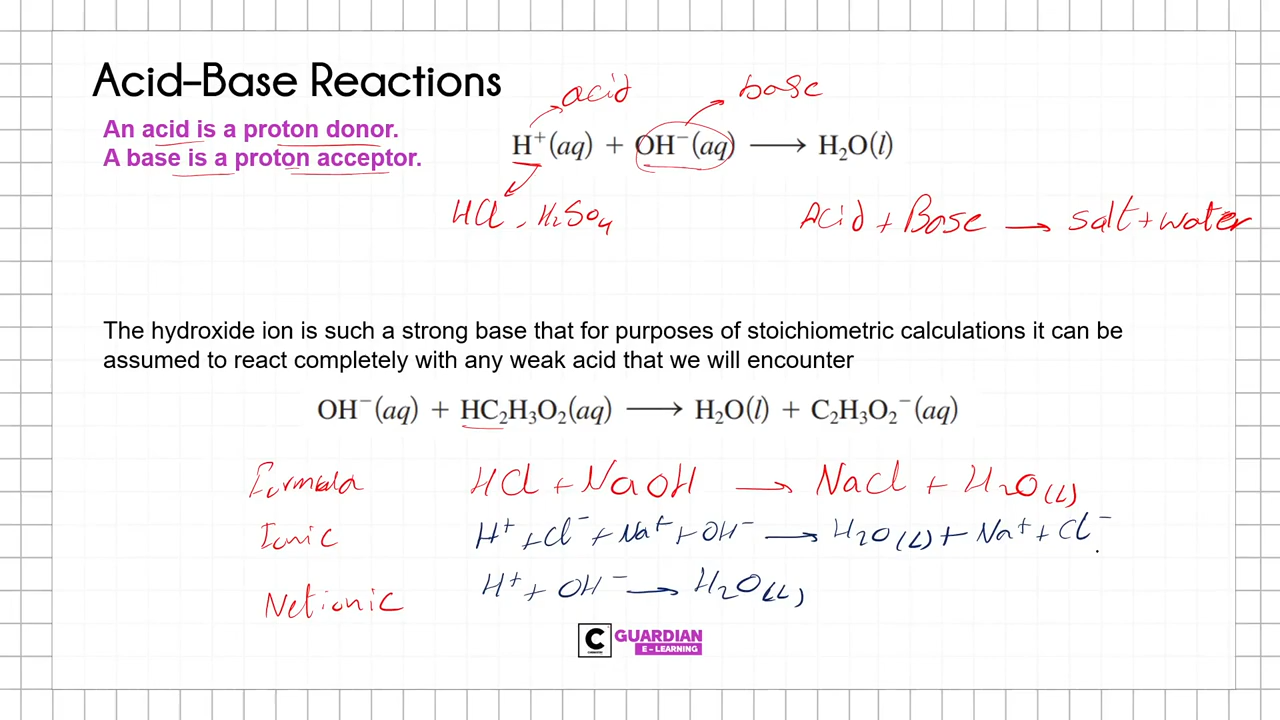 Acid–Base Reactions
acid
base
An acid is a proton donor.
A base is a proton acceptor.
H⁺(aq) + OH⁻(aq) ⟶ H₂O(l)
HCl , H₂SO₄
Acid + Base → salt + water
The hydroxide ion is such a strong base that for purposes of stoichiometric calculations it can be
assumed to react completely with any weak acid that we will encounter
OH⁻(aq) + HC₂H₃O₂(aq) ⟶ H₂O(l) + C₂H₃O₂⁻(aq)
Formula HCl + NaOH → NaCl + H₂O(L)
Ionic H⁺ + Cl⁻ + Na⁺ + OH⁻ → H₂O(L) + Na⁺ + Cl⁻
Net ionic H⁺ + OH⁻ → H₂O(L)
C GUARDIAN
E - LEARNING